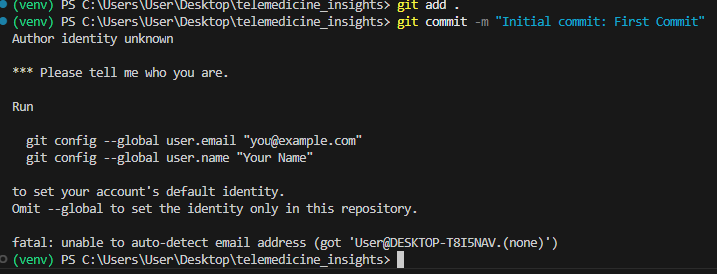 (venv) PS C:\Users\User\Desktop\telemedicine_insights> git add .
(venv) PS C:\Users\User\Desktop\telemedicine_insights> git commit -m "Initial commit: First Commit"
Author identity unknown

*** Please tell me who you are.

Run

  git config --global user.email "you@example.com"
  git config --global user.name "Your Name"

to set your account's default identity.
Omit --global to set the identity only in this repository.

fatal: unable to auto-detect email address (got 'User@DESKTOP-T8I5NAV.(none)')
(venv) PS C:\Users\User\Desktop\telemedicine_insights>